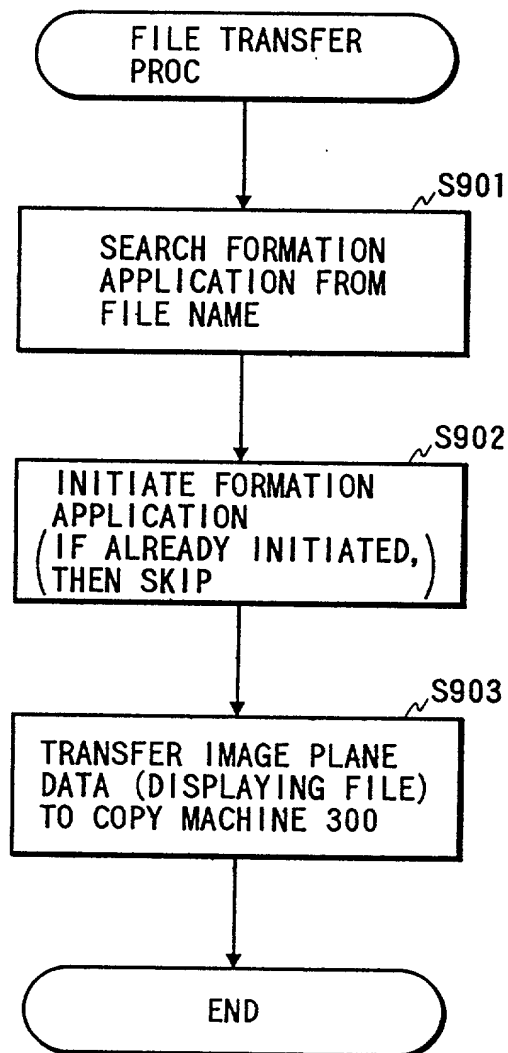 FILE TRANSFER
PROC
S901
SEARCH FORMATION
APPLICATION FROM
FILE NAME
S902
INITIATE FORMATION
APPLICATION
(IF ALREADY INITIATED,
THEN SKIP)
S903
TRANSFER IMAGE PLANE
DATA (DISPLAYING FILE)
TO COPY MACHINE 300
END